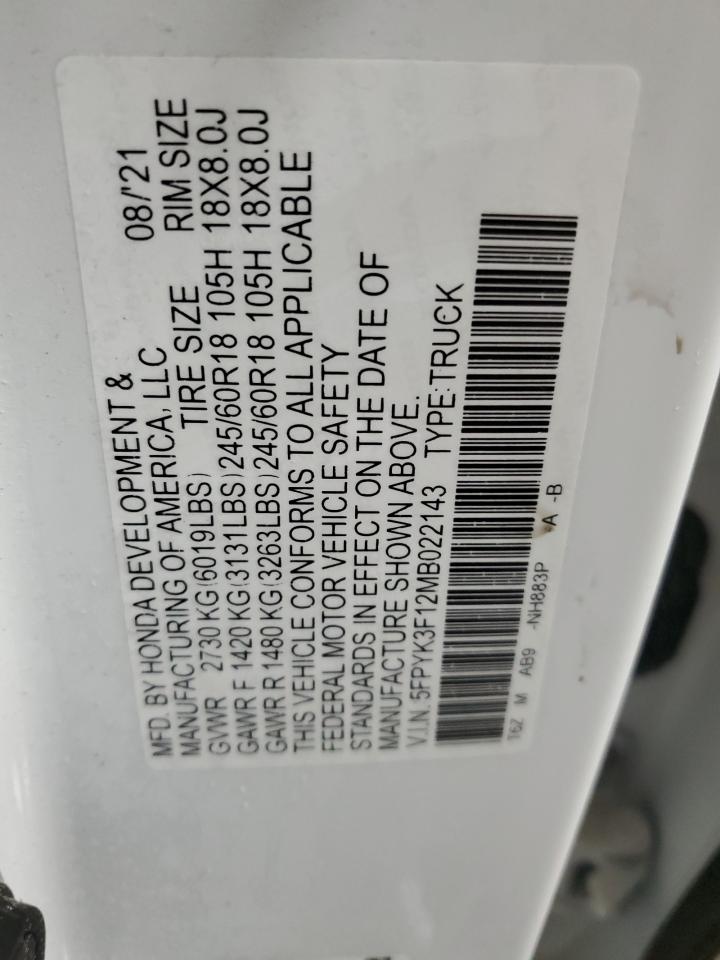 MFD. BY HONDA DEVELOPMENT & 08/'21
MANUFACTURING OF AMERICA, LLC
GVWR 2730 KG(6019LBS) TIRE SIZE RIM SIZE
GAWR F 1420 KG(3131LBS)245/60R18 105H 18X8.0J
GAWR R 1480 KG(3263LBS)245/60R18 105H 18X8.0J
THIS VEHICLE CONFORMS TO ALL APPLICABLE
FEDERAL MOTOR VEHICLE SAFETY
STANDARDS IN EFFECT ON THE DATE OF
MANUFACTURE SHOWN ABOVE.
V.I.N. 5FPYK3F12MB022143 TYPE:TRUCK
T6Z M AB9 -NH883P -A -B